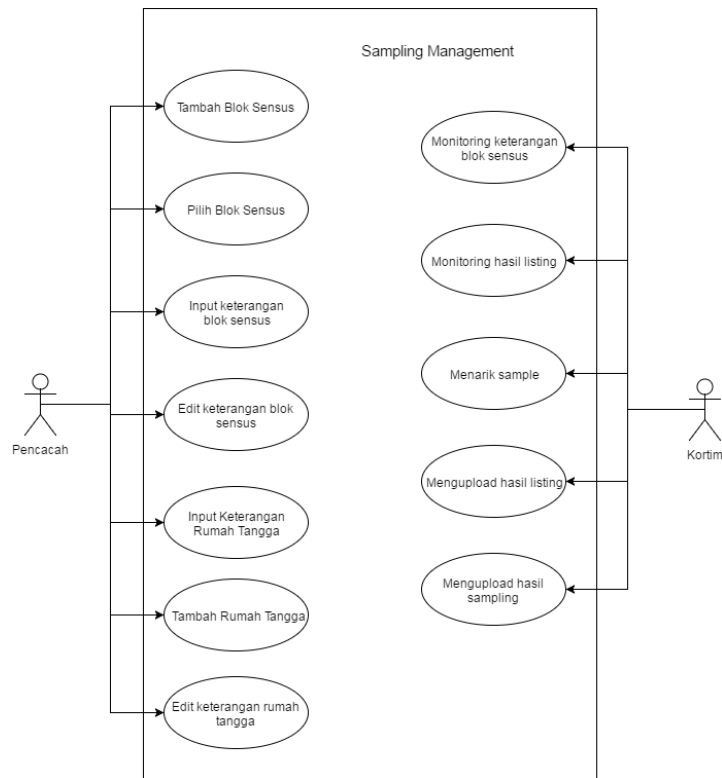 Sampling Management
Tambah Blok Sensus
Pilih Blok Sensus
Input keterangan
blok sensus
Edit keterangan blok
sensus
Input Keterangan
Rumah Tangga
Tambah Rumah Tangga
Edit keterangan rumah
tangga
Pencacah
Monitoring keterangan
blok sensus
Monitoring hasil listing
Menarik sample
Mengupload hasil listing
Mengupload hasil
sampling
Kortim